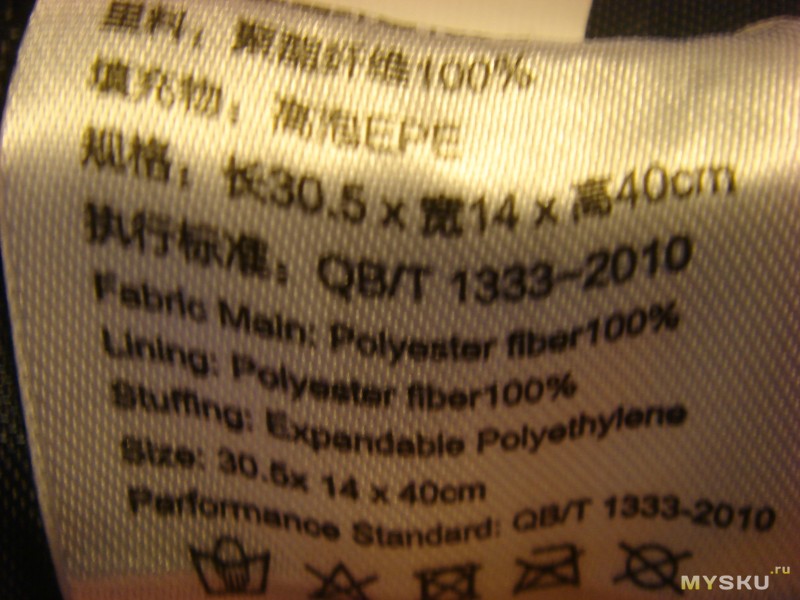 里料：聚脂纤维100%
填充物：高泡EPE
规格：长30.5 x 宽14 x 高40cm
执行标准：QB/T 1333-2010
Fabric Main: Polyester fiber100%
Lining: Polyester fiber100%
Stuffing: Expandable Polyethylene
Size: 30.5x 14 x 40cm
Performance Standard: QB/T 1333-2010
MYSKU.ru